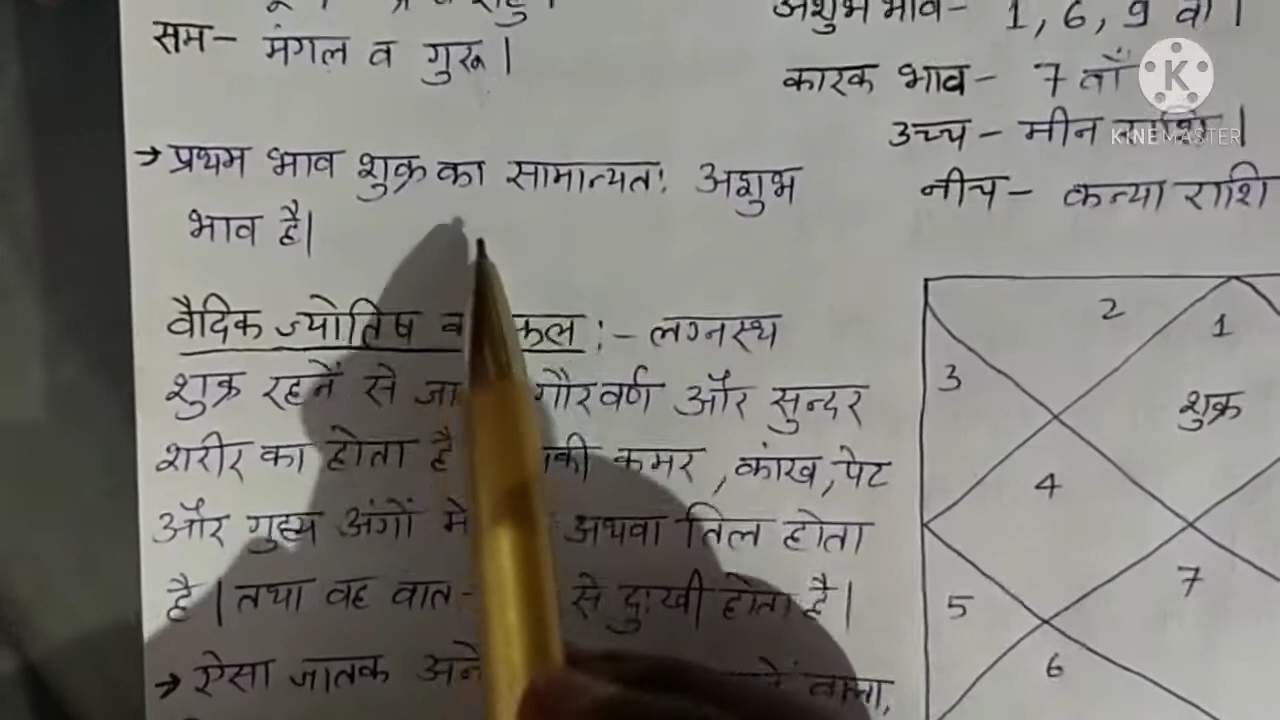 सम- मंगल व गुरू।
अशुभ भाव- 1, 6, 9 वाँ।
कारक भाव- 7 वाँ
उच्च - मीन राशि।
नीच- कन्या राशि
→ प्रथम भाव शुक्र का सामान्यतः अशुभ
भाव है।
वैदिक ज्योतिष फल :- लग्नस्थ
शुक्र रहनें से गौरवर्ण और सुन्दर
शरीर का होता है कमर, कांख, पेट
और गुह्य अंगों में अथवा तिल होता
है। तथा वह वात- से दुःखी होता है।
→ ऐसा जातक
2
1
3
शुक्र
4
7
5
6
K
KINEMASTER